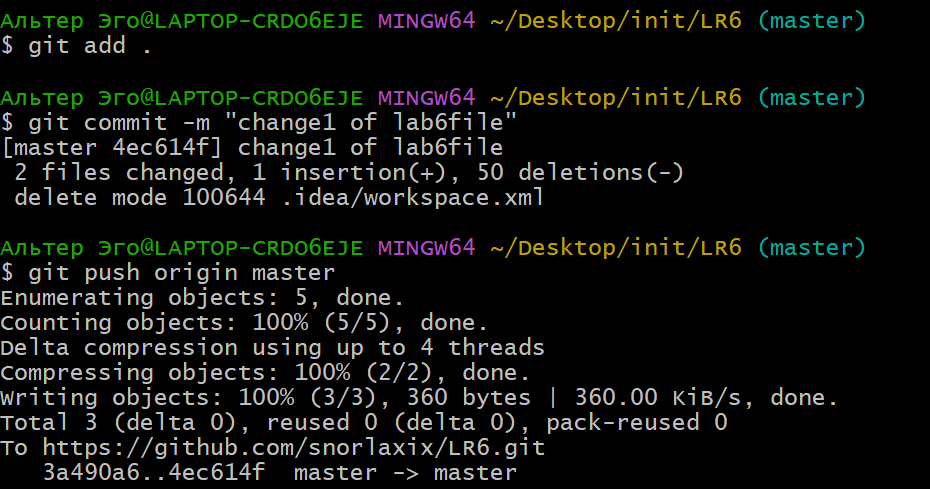 Альтер Эго@LAPTOP-CRDO6EJE MINGW64 ~/Desktop/init/LR6 (master)
$ git add .
Альтер Эго@LAPTOP-CRDO6EJE MINGW64 ~/Desktop/init/LR6 (master)
$ git commit -m "change1 of lab6file"
[master 4ec614f] change1 of lab6file
 2 files changed, 1 insertion(+), 50 deletions(-)
 delete mode 100644 .idea/workspace.xml
Альтер Эго@LAPTOP-CRDO6EJE MINGW64 ~/Desktop/init/LR6 (master)
$ git push origin master
Enumerating objects: 5, done.
Counting objects: 100% (5/5), done.
Delta compression using up to 4 threads
Compressing objects: 100% (2/2), done.
Writing objects: 100% (3/3), 360 bytes | 360.00 KiB/s, done.
Total 3 (delta 0), reused 0 (delta 0), pack-reused 0
To https://github.com/snorlaxix/LR6.git
   3a490a6..4ec614f  master -> master